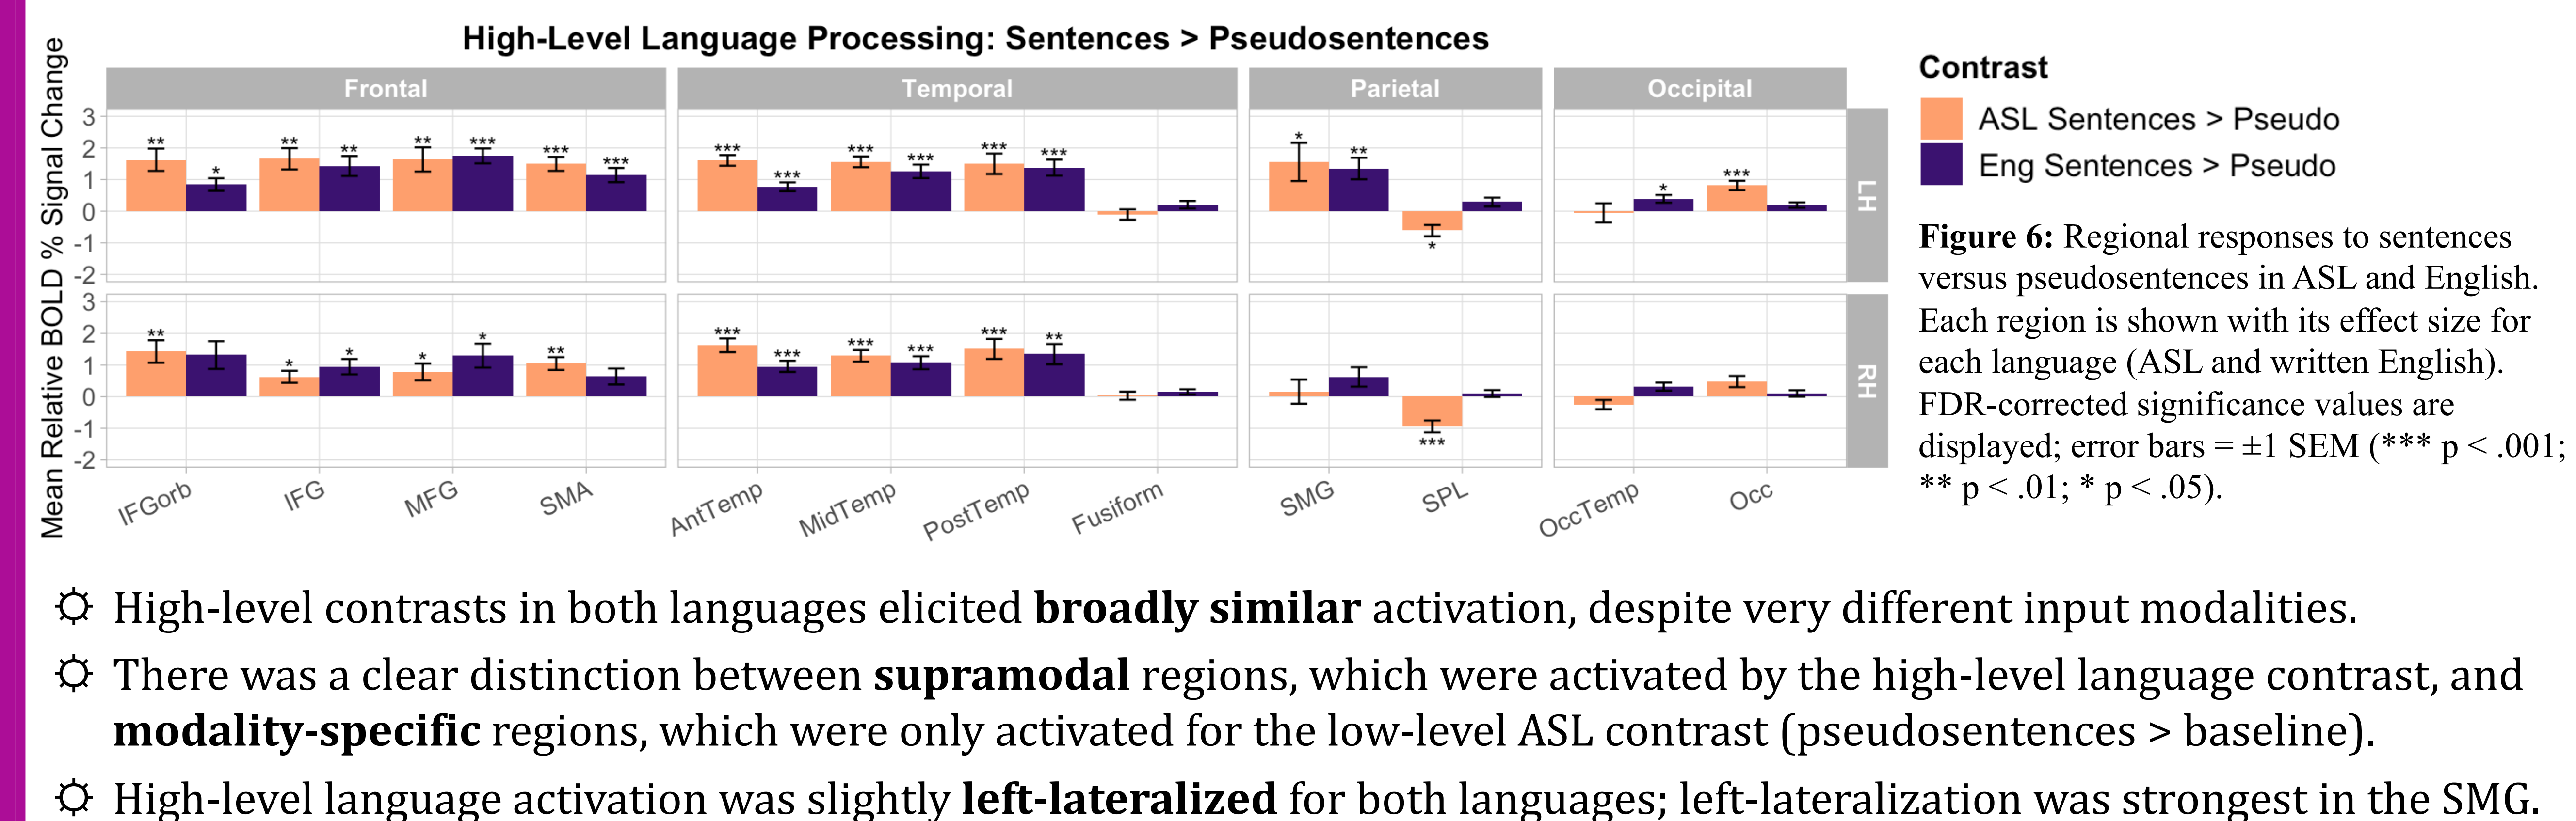 High-Level Language Processing: Sentences > Pseudosentences
Mean Relative BOLD % Signal Change
Frontal
Temporal
Parietal
Occipital
3
2
1
0
-1
-2
** * ** ** ** *** *** ***
*** *** *** *** *** ***
* ** *
* ***
LH
3
2
1
0
-1
-2
** * * * * **
*** *** *** *** *** **
***
RH
IFGorb
IFG
MFG
SMA
AntTemp
MidTemp
PostTemp
Fusiform
SMG
SPL
OccTemp
Occ
Contrast
ASL Sentences > Pseudo
Eng Sentences > Pseudo
Figure 6: Regional responses to sentences
versus pseudosentences in ASL and English.
Each region is shown with its effect size for
each language (ASL and written English).
FDR-corrected significance values are
displayed; error bars = ±1 SEM (*** p < .001;
** p < .01; * p < .05).
High-level contrasts in both languages elicited broadly similar activation, despite very different input modalities.
There was a clear distinction between supramodal regions, which were activated by the high-level language contrast, and
modality-specific regions, which were only activated for the low-level ASL contrast (pseudosentences > baseline).
High-level language activation was slightly left-lateralized for both languages; left-lateralization was strongest in the SMG.